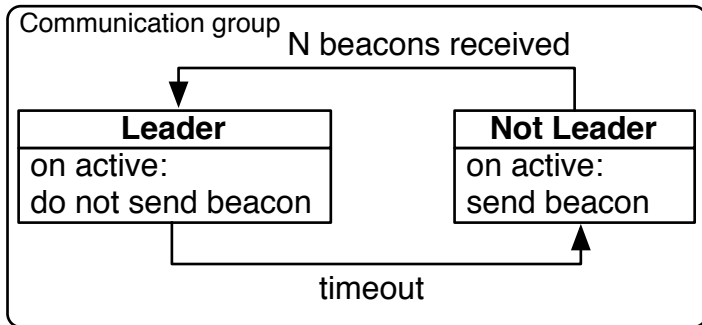 Communication group
N beacons received
Leader
on active:
do not send beacon
Not Leader
on active:
send beacon
timeout